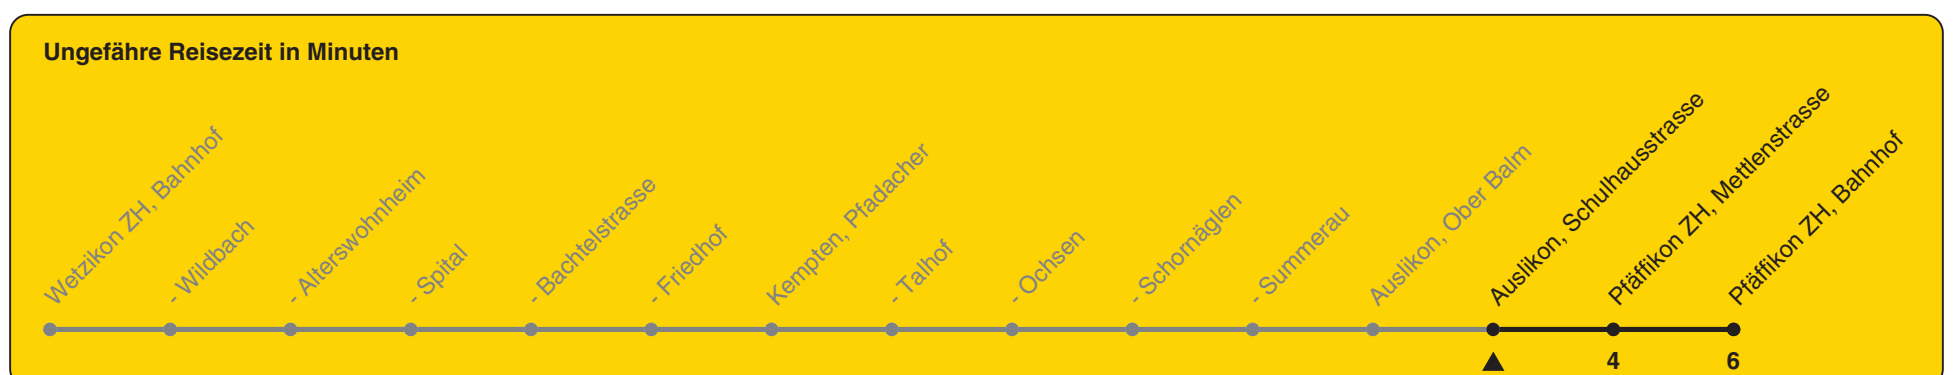 Ungefähre Reisezeit in Minuten
Wetzikon ZH, Bahnhof
- Wildbach
- Alterswohnheim
- Spital
- Bachtelstrasse
- Friedhof
Kempten, Pfadacher
- Talhof
- Ochsen
- Schornäglen
- Summerau
Auslikon, Ober Balm
Auslikon, Schulhausstrasse
Pfäffikon ZH, Mettlenstrasse
Pfäffikon ZH, Bahnhof
4
6